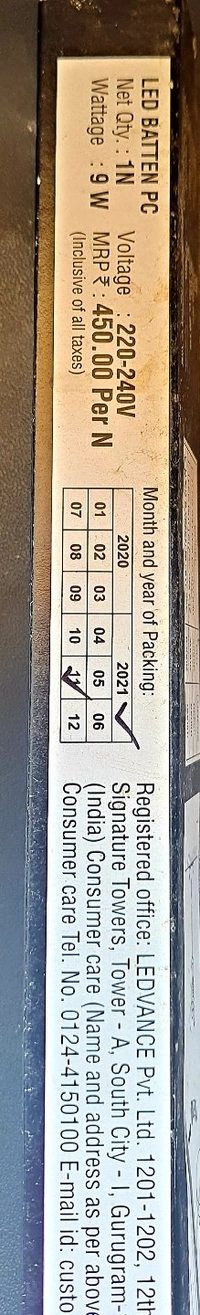 LED BATTEN PC
Net Qty. : 1N Voltage : 220-240V
Wattage : 9 W MRP ₹ : 450.00 Per N
(Inclusive of all taxes)
Month and year of Packing:
2020 2021
01 02 03 04 05 06
07 08 09 10 11 12
Registered office: LEDVANCE Pvt. Ltd. 1201-1202, 12t
Signature Towers, Tower - A, South City - I, Gurugram
(India) Consumer care (Name and address as per above
Consumer care Tel. No. 0124-4150100 E-mail Id: custo